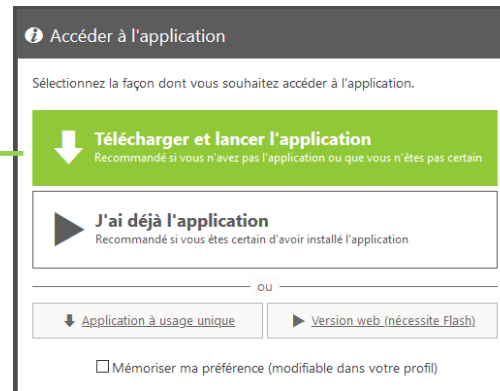 Accéder à l'application
Sélectionnez la façon dont vous souhaitez accéder à l'application.
Télécharger et lancer l'application
Recommandé si vous n'avez pas l'application ou que vous n'êtes pas certain
J'ai déjà l'application
Recommandé si vous êtes certain d'avoir installé l'application
ou
Application à usage unique
Version web (nécessite Flash)
Mémoriser ma préférence (modifiable dans votre profil)